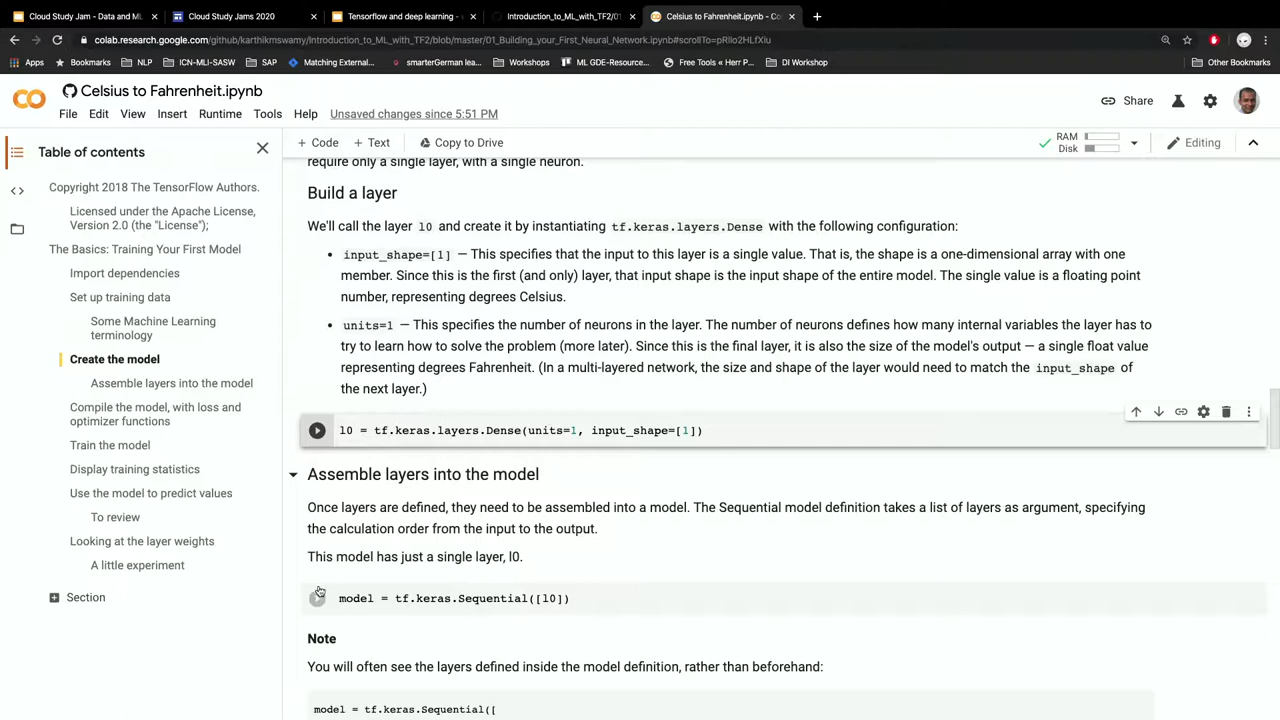 Cloud Study Jam - Data and ML
Cloud Study Jams 2020
Tensorflow and deep learning -
Introduction_to_ML_with_TF2/01
Celsius to Fahrenheit.ipynb - Co
colab.research.google.com/github/karthikmswamy/Introduction_to_ML_with_TF2/blob/master/01_Building_your_First_Neural_Network.ipynb#scrollTo=pRllo2HLfXiu
Apps
Bookmarks
NLP
ICN-MLI-SASW
SAP
Matching External...
smarterGerman lea...
Workshops
ML GDE-Resource...
Free Tools « Herr P...
DI Workshop
Other Bookmarks
CO
Celsius to Fahrenheit.ipynb
File Edit View Insert Runtime Tools Help Unsaved changes since 5:51 PM
Share
Table of contents
+ Code + Text Copy to Drive
RAM
Disk
Editing
Copyright 2018 The TensorFlow Authors.
Licensed under the Apache License,
Version 2.0 (the "License");
The Basics: Training Your First Model
Import dependencies
Set up training data
Some Machine Learning
terminology
Create the model
Assemble layers into the model
Compile the model, with loss and
optimizer functions
Train the model
Display training statistics
Use the model to predict values
To review
Looking at the layer weights
A little experiment
Section
require only a single layer, with a single neuron.
Build a layer
We'll call the layer l0 and create it by instantiating tf.keras.layers.Dense with the following configuration:
• input_shape=[1] — This specifies that the input to this layer is a single value. That is, the shape is a one-dimensional array with one
member. Since this is the first (and only) layer, that input shape is the input shape of the entire model. The single value is a floating point
number, representing degrees Celsius.
• units=1 — This specifies the number of neurons in the layer. The number of neurons defines how many internal variables the layer has to
try to learn how to solve the problem (more later). Since this is the final layer, it is also the size of the model's output — a single float value
representing degrees Fahrenheit. (In a multi-layered network, the size and shape of the layer would need to match the input_shape of
the next layer.)
l0 = tf.keras.layers.Dense(units=1, input_shape=[1])
Assemble layers into the model
Once layers are defined, they need to be assembled into a model. The Sequential model definition takes a list of layers as argument, specifying
the calculation order from the input to the output.
This model has just a single layer, l0.
model = tf.keras.Sequential([l0])
Note
You will often see the layers defined inside the model definition, rather than beforehand:
model = tf.keras.Sequential([